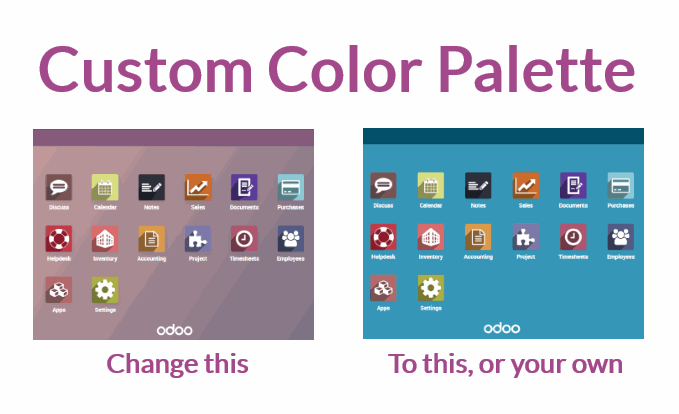 Custom Color Palette
Discuss Calendar Notes Sales Documents Purchases
Helpdesk Inventory Accounting Project Timesheets Employees
Apps Settings
odoo
Change this
Discuss Calendar Notes Sales Documents Purchases
Helpdesk Inventory Accounting Project Timesheets Employees
Apps Settings
odoo
To this, or your own